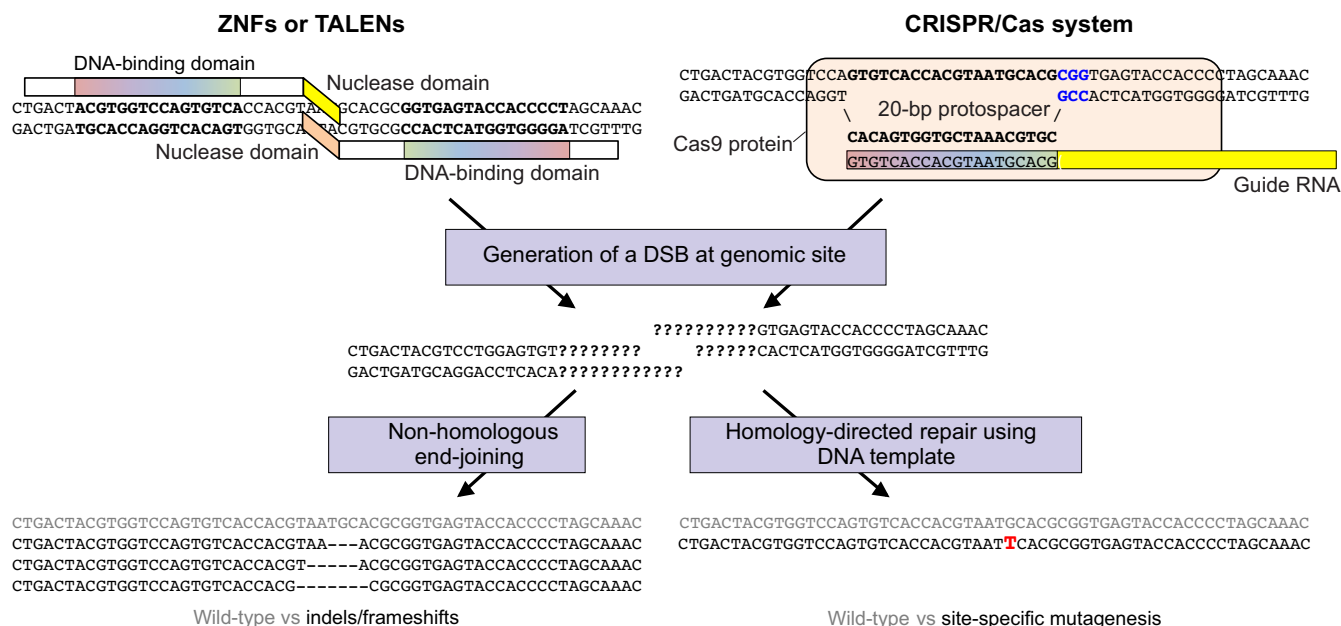 ZNFs or TALENs
DNA-binding domain
Nuclease domain
CTGACTACGTGGTCCAGTGTCACCACGTA GCACGCGGTGAGTACCACCCCTAGCAAAC
GACTGATGCACCAGGTCACAGTGGTGCA TACGTGCGCCACTCATGGTGGGGATCGTTTG
Nuclease domain
DNA-binding domain
CRISPR/Cas system
CTGACTACGTGGTCCAGTGTCACCACGTAATGCACGCGGTGAGTACCACCCCTAGCAAAC
GACTGATGCACCAGGT GCCACTCATGGTGGGGATCGTTTG
20-bp protospacer
Cas9 protein
CACAGTGGTGCTAAACGTGC
GTGTCACCACGTAATGCACG
Guide RNA
Generation of a DSB at genomic site
??????????GTGAGTACCACCCCTAGCAAAC
CTGACTACGTCCTGGAGTGT???????? ??????CACTCATGGTGGGGATCGTTTG
GACTGATGCAGGACCTCACA????????????
Non-homologous
end-joining
Homology-directed repair using
DNA template
CTGACTACGTGGTCCAGTGTCACCACGTAATGCACGCGGTGAGTACCACCCCTAGCAAAC
CTGACTACGTGGTCCAGTGTCACCACGTAA---ACGCGGTGAGTACCACCCCTAGCAAAC
CTGACTACGTGGTCCAGTGTCACCACGT-----ACGCGGTGAGTACCACCCCTAGCAAAC
CTGACTACGTGGTCCAGTGTCACCACG-------CGCGGTGAGTACCACCCCTAGCAAAC
Wild-type vs indels/frameshifts
CTGACTACGTGGTCCAGTGTCACCACGTAATGCACGCGGTGAGTACCACCCCTAGCAAAC
CTGACTACGTGGTCCAGTGTCACCACGTAATTCACGCGGTGAGTACCACCCCTAGCAAAC
Wild-type vs site-specific mutagenesis